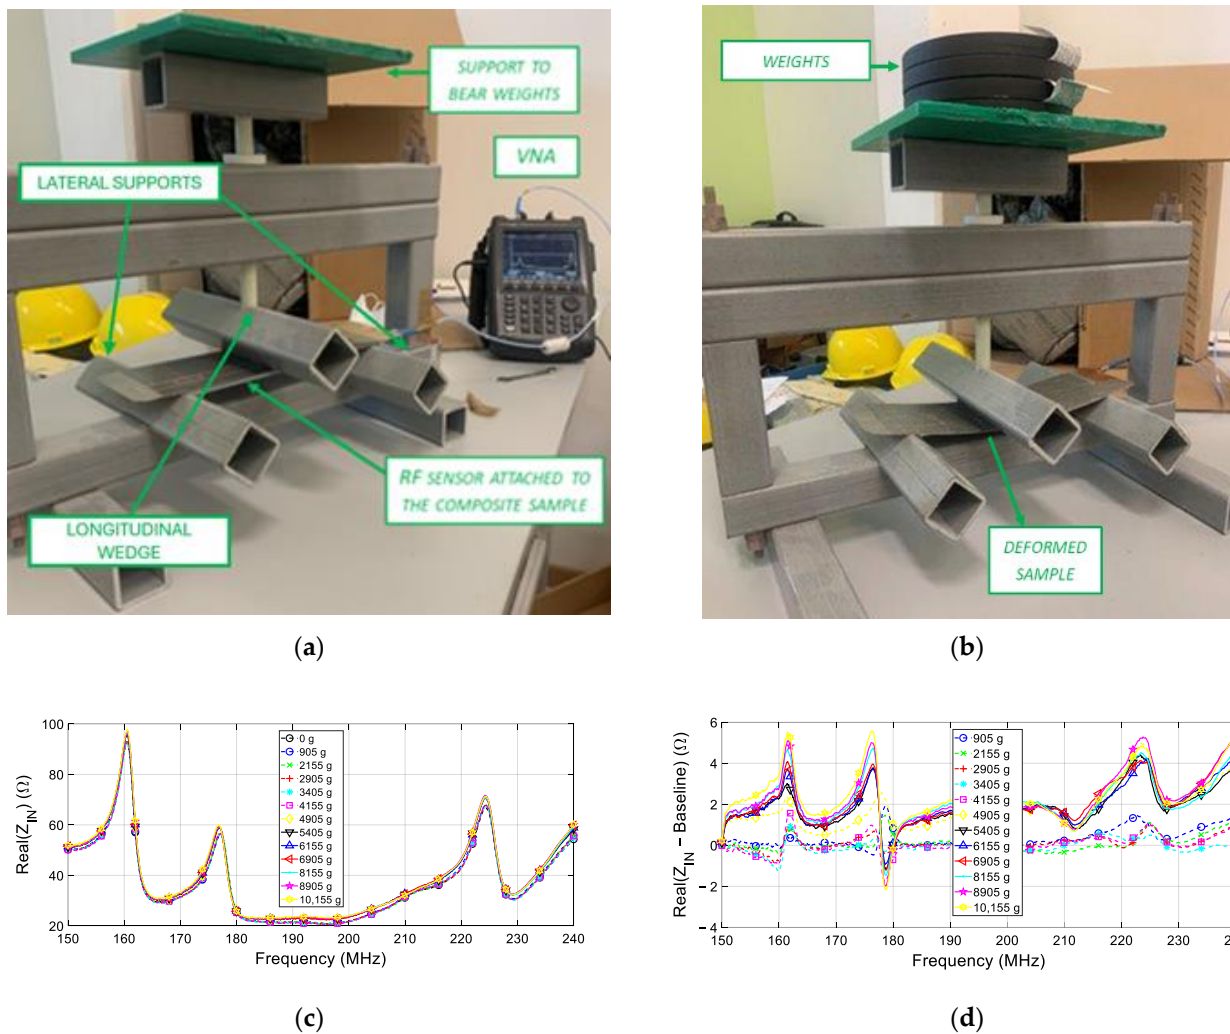 SUPPORT TO
BEAR WEIGHTS
VNA
LATERAL SUPPORTS
RF SENSOR ATTACHED TO
THE COMPOSITE SAMPLE
LONGITUDINAL
WEDGE
(a)
WEIGHTS
DEFORMED
SAMPLE
(b)
100
80
60
40
20
Real(Z_IN) (Ω)
0 g
905 g
2155 g
2905 g
3405 g
4155 g
4905 g
5405 g
6155 g
6905 g
8155 g
8905 g
10,155 g
150 160 170 180 190 200 210 220 230 240
Frequency (MHz)
(c)
6
4
2
0
−2
−4
Real(Z_IN − Baseline) (Ω)
905 g
2155 g
2905 g
3405 g
4155 g
4905 g
5405 g
6155 g
6905 g
8155 g
8905 g
10,155 g
150 160 170 180 190 200 210 220 230
Frequency (MHz)
(d)